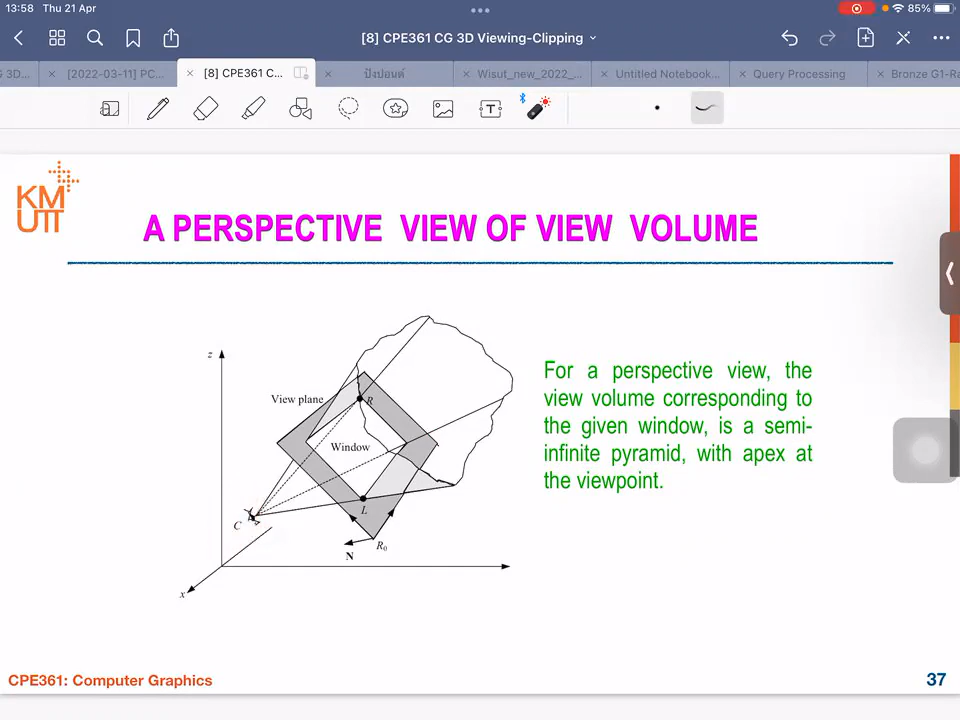 13:58 Thu 21 Apr
85%
[8] CPE361 CG 3D Viewing-Clipping
G 3D...
[2022-03-11] PC...
[8] CPE361 C...
ปังปอนด์
Wisut_new_2022_...
Untitled Notebook...
Query Processing
Bronze G1-Ra
KM
UTT
A PERSPECTIVE VIEW OF VIEW VOLUME
z
View plane
R
Window
C
L
R₀
N
x
For a perspective view, the
view volume corresponding to
the given window, is a semi-
infinite pyramid, with apex at
the viewpoint.
CPE361: Computer Graphics
37